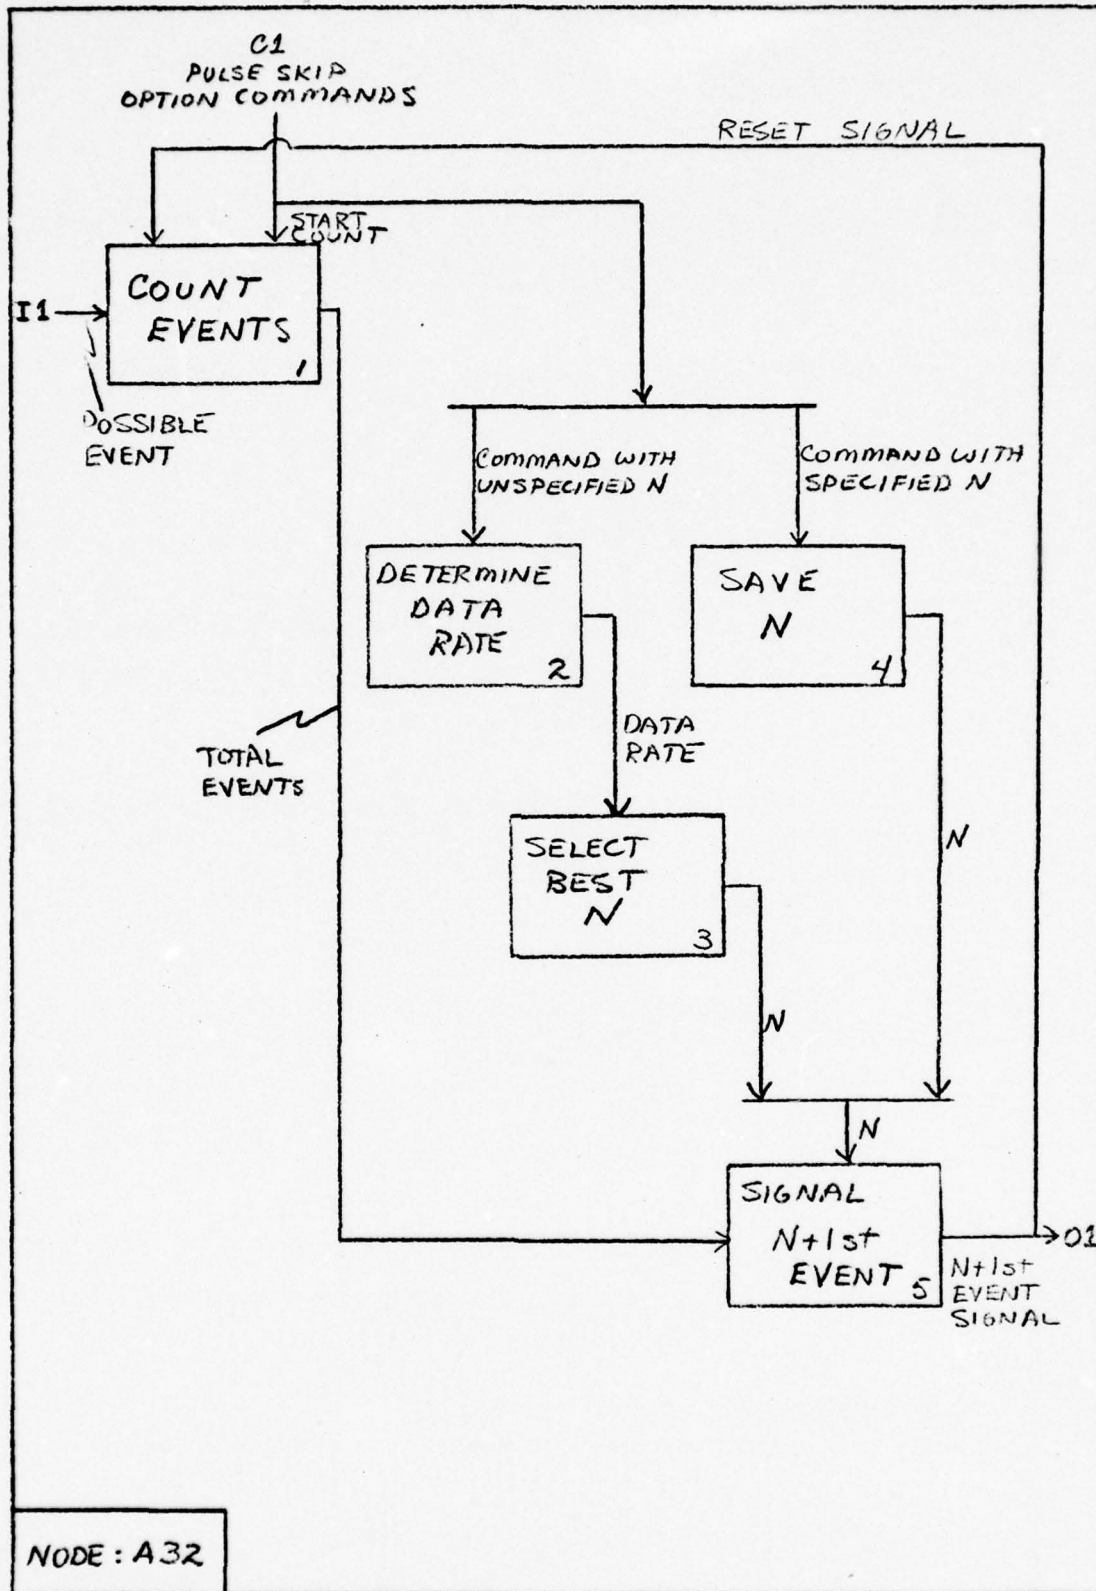 C1
PULSE SKIP
OPTION COMMANDS
RESET SIGNAL
START
COUNT
I1
COUNT
EVENTS
1
POSSIBLE
EVENT
COMMAND WITH
UNSPECIFIED N
COMMAND WITH
SPECIFIED N
DETERMINE
DATA
RATE
2
SAVE
N
4
TOTAL
EVENTS
DATA
RATE
SELECT
BEST
N
3
N
N
N
SIGNAL
N+1st
EVENT
5
O1
N+1st
EVENT
SIGNAL
NODE: A32